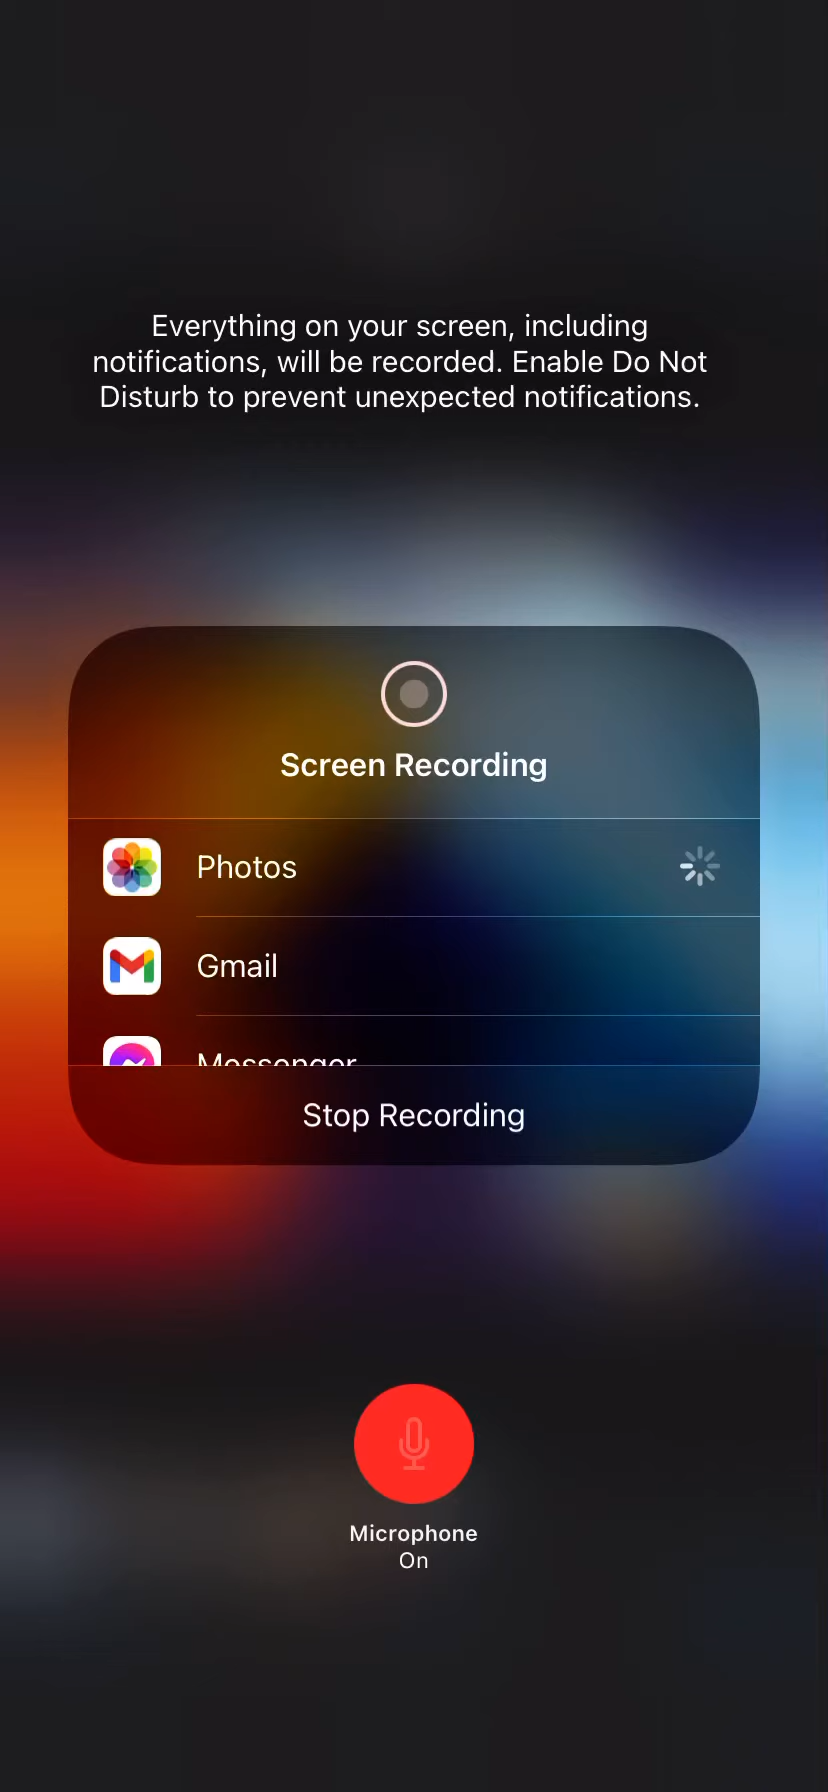 Everything on your screen, including
notifications, will be recorded. Enable Do Not
Disturb to prevent unexpected notifications.
Screen Recording
Photos
Gmail
Messenger
Stop Recording
Microphone
On